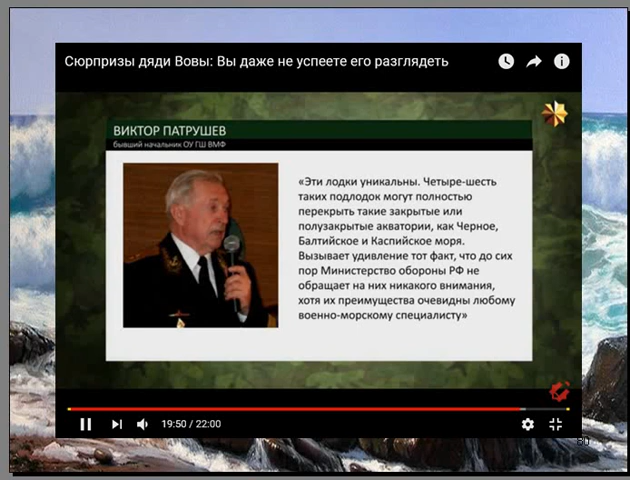 Сюрпризы дяди Вовы: Вы даже не успеете его разглядеть
ВИКТОР ПАТРУШЕВ
бывший начальник ОУ ГШ ВМФ
«Эти лодки уникальны. Четыре-шесть
таких подлодок могут полностью
перекрыть такие закрытые или
полузакрытые акватории, как Черное,
Балтийское и Каспийское моря.
Вызывает удивление тот факт, что до сих
пор Министерство обороны РФ не
обращает на них никакого внимания,
хотя их преимущества очевидны любому
военно-морскому специалисту»
19:50 / 22:00
30